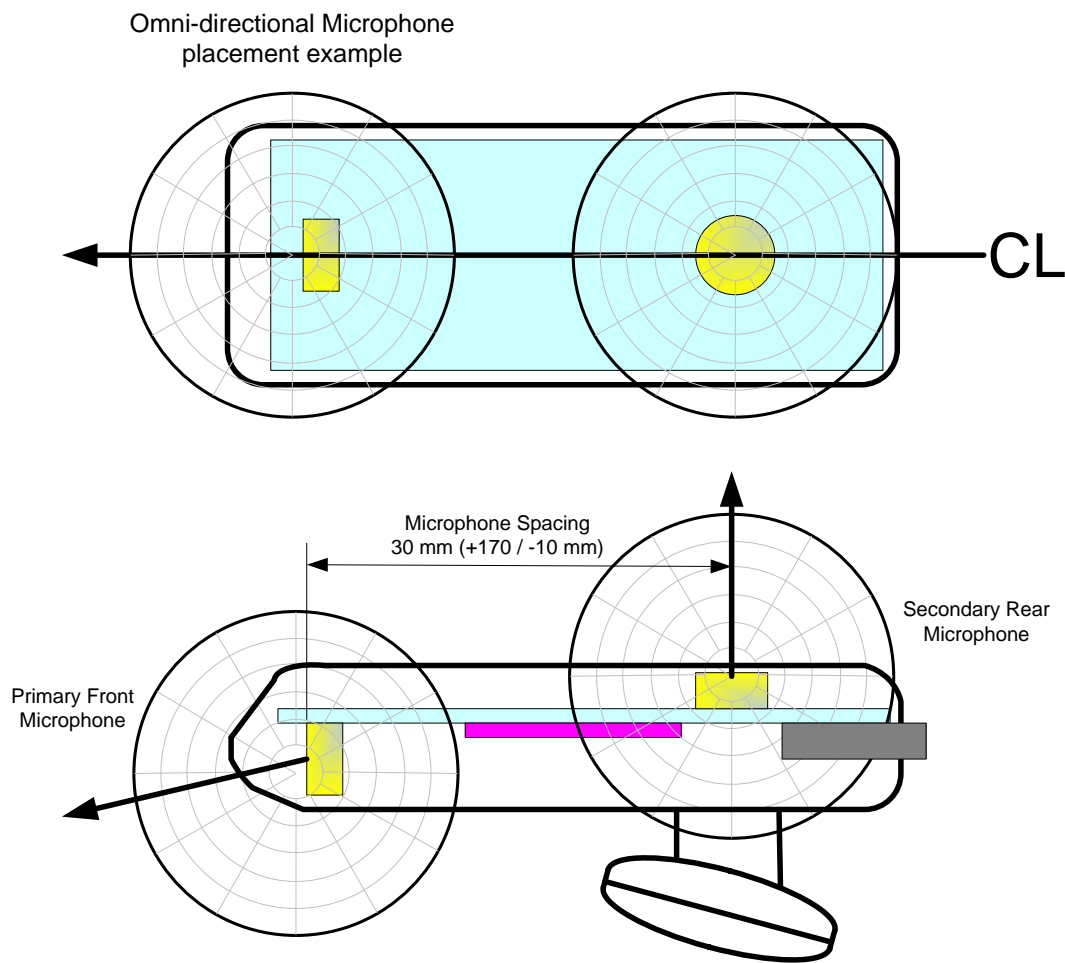 Omni-directional Microphone
placement example
CL
Microphone Spacing
30 mm (+170 / -10 mm)
Secondary Rear
Microphone
Primary Front
Microphone